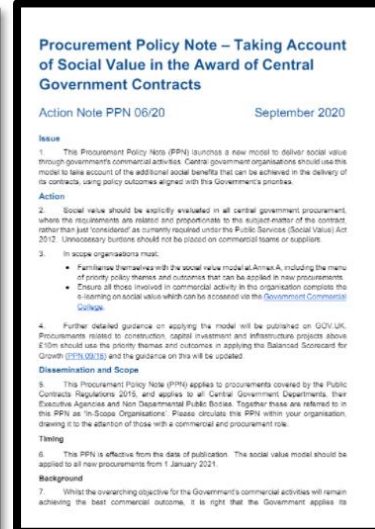 Procurement Policy Note – Taking Account
of Social Value in the Award of Central
Government Contracts
Action Note PPN 06/20 September 2020
Issue
1. This Procurement Policy Note (PPN) launches a new model to deliver social value
through government's commercial activities. Central government organisations should use this
model to take account of the additional social benefits that can be achieved in the delivery of
its contracts, using policy outcomes aligned with this Government's priorities.
Action
2. Social value should be explicitly evaluated in all central government procurement,
where the requirements are related and proportionate to the subject-matter of the contract,
rather than just 'considered' as currently required under the Public Services (Social Value) Act
2012. Unnecessary burdens should not be placed on commercial teams or suppliers.
3. In scope organisations must:
• Familiarise themselves with the social value model at Annex A, including the menu
of priority policy themes and outcomes that can be applied in new procurements.
• Ensure all those involved in commercial activity in the organisation complete the
e-learning on social value which can be accessed via the Government Commercial
College.
4. Further detailed guidance on applying the model will be published on GOV.UK.
Procurements related to construction, capital investment and infrastructure projects above
£10m should use the priority themes and outcomes in applying the Balanced Scorecard for
Growth (PPN 09/16) and the guidance on this will be updated.
Dissemination and Scope
5. This Procurement Policy Note (PPN) applies to procurements covered by the Public
Contracts Regulations 2015, and applies to all Central Government Departments, their
Executive Agencies and Non Departmental Public Bodies. Together these are referred to in
this PPN as 'In-Scope Organisations'. Please circulate this PPN within your organisation,
drawing it to the attention of those with a commercial and procurement role.
Timing
6. This PPN is effective from the date of publication. The social value model should be
applied to all new procurements from 1 January 2021.
Background
7. Whilst the overarching objective for the Government's commercial activities will remain
achieving the best commercial outcome, it is right that the Government applies its